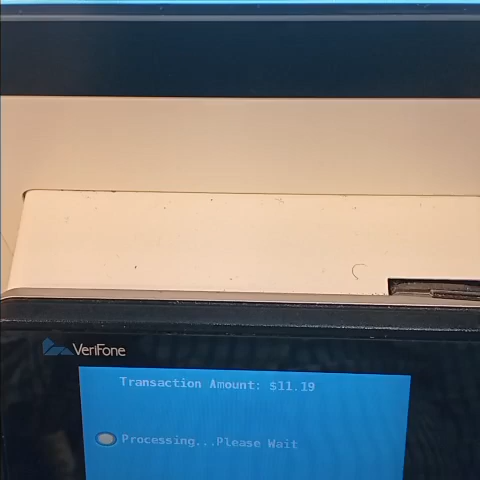 VeriFone
Transaction Amount: $11.19
Processing...Please Wait